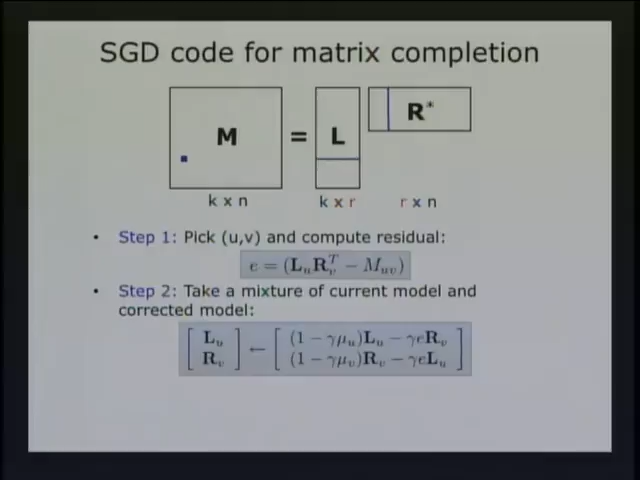 SGD code for matrix completion
M = L R*
k x n k x r r x n
• Step 1: Pick (u,v) and compute residual:
e = (L_u R_v^T − M_uv)
• Step 2: Take a mixture of current model and
corrected model:
[ L_u ] ← [ (1 − γμ_u)L_u − γeR_v ]
[ R_v ] [ (1 − γμ_v)R_v − γeL_u ]